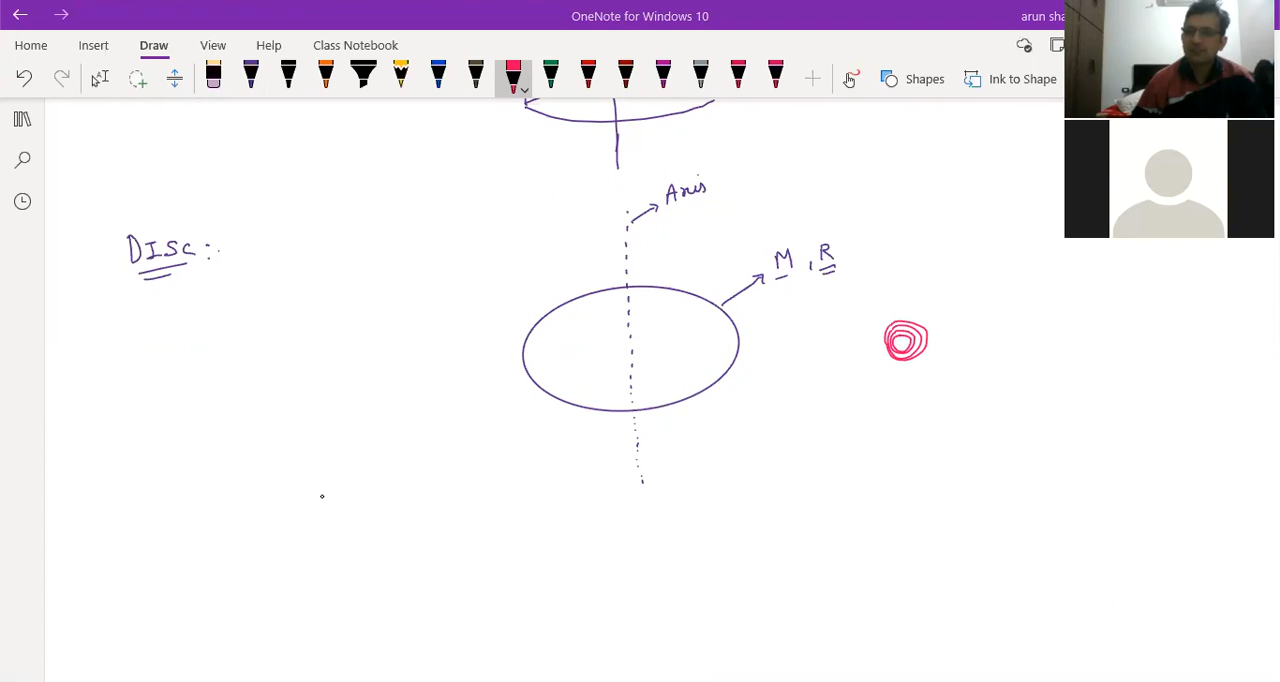 OneNote for Windows 10
arun sha
Home Insert Draw View Help Class Notebook
Shapes Ink to Shape
Axis
DISC:
M, R